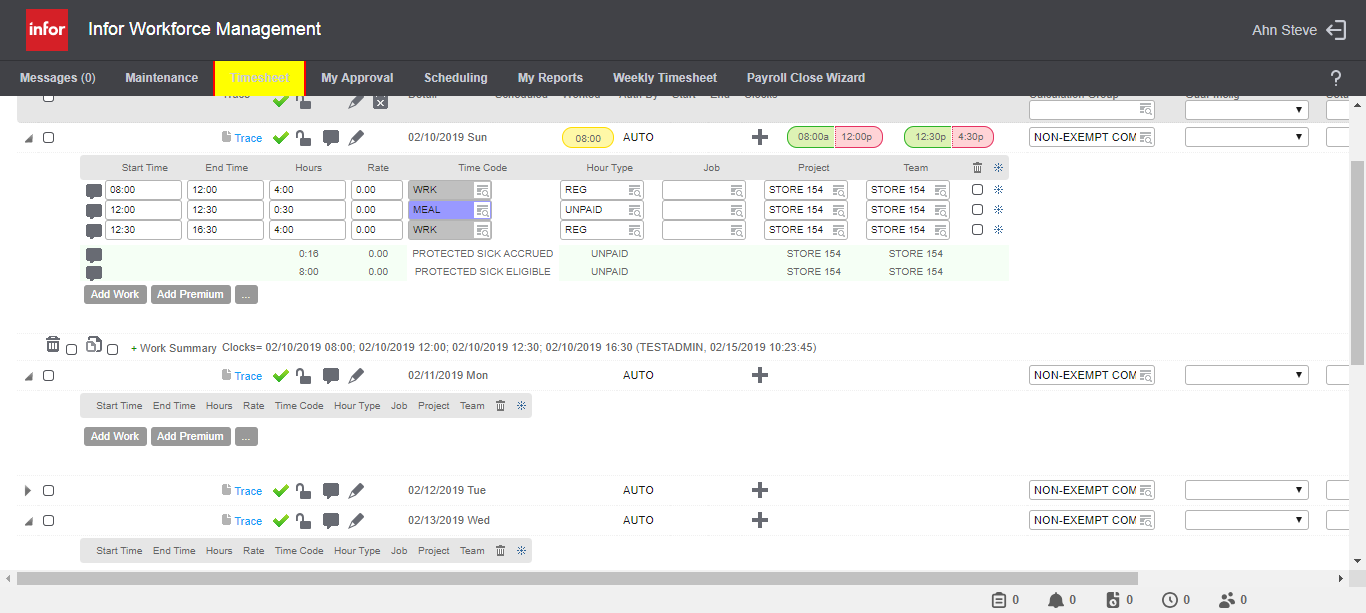 infor Infor Workforce Management Ahn Steve
Messages (0) Maintenance Timesheet My Approval Scheduling My Reports Weekly Timesheet Payroll Close Wizard ?
Trace Detail Scheduled Worked Auth By Start End Clocks Calculation Group
Trace 02/10/2019 Sun 08:00 AUTO 08:00a 12:00p 12:30p 4:30p NON-EXEMPT COM
Start Time End Time Hours Rate Time Code Hour Type Job Project Team
08:00 12:00 4:00 0.00 WRK REG STORE 154 STORE 154
12:00 12:30 0:30 0.00 MEAL UNPAID STORE 154 STORE 154
12:30 16:30 4:00 0.00 WRK REG STORE 154 STORE 154
0:16 0.00 PROTECTED SICK ACCRUED UNPAID STORE 154 STORE 154
8:00 0.00 PROTECTED SICK ELIGIBLE UNPAID STORE 154 STORE 154
Add Work Add Premium ...
+ Work Summary Clocks= 02/10/2019 08:00; 02/10/2019 12:00; 02/10/2019 12:30; 02/10/2019 16:30 (TESTADMIN, 02/15/2019 10:23:45)
Trace 02/11/2019 Mon AUTO NON-EXEMPT COM
Start Time End Time Hours Rate Time Code Hour Type Job Project Team
Add Work Add Premium ...
Trace 02/12/2019 Tue AUTO NON-EXEMPT COM
Trace 02/13/2019 Wed AUTO NON-EXEMPT COM
Start Time End Time Hours Rate Time Code Hour Type Job Project Team
0 0 0 0 0